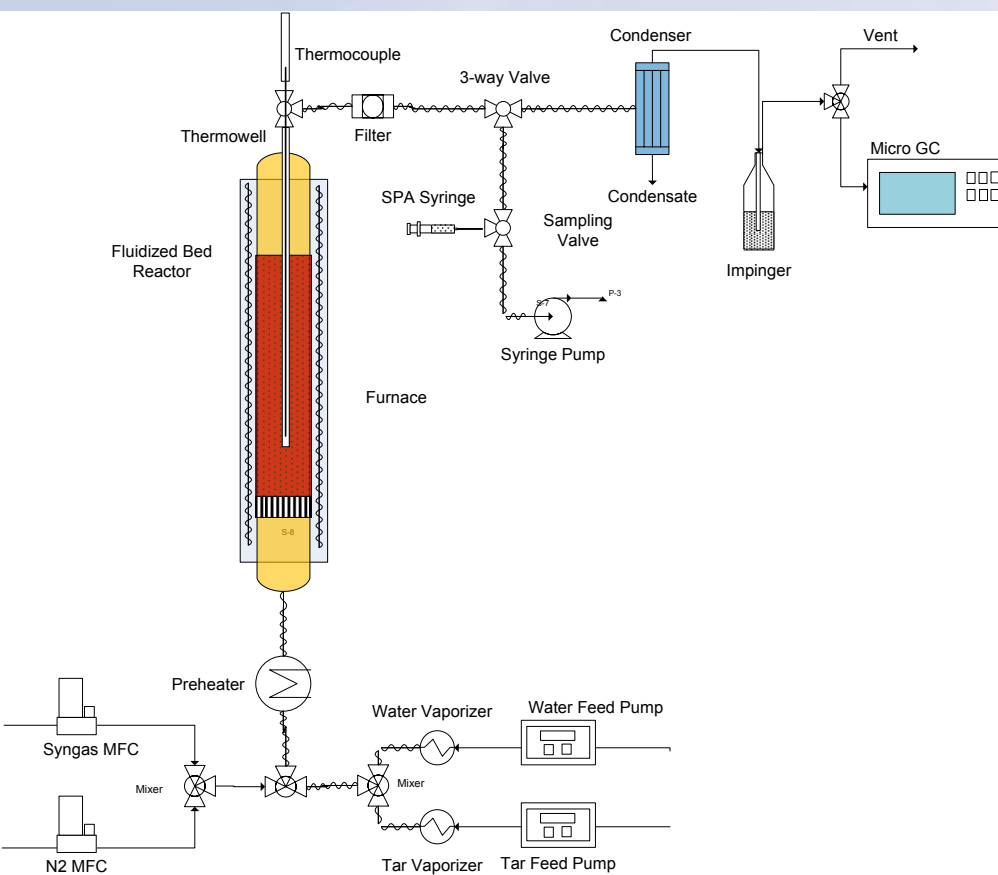 Condenser
Vent
Thermocouple
3-way Valve
Thermowell
Filter
Micro GC
SPA Syringe
Condensate
Sampling
Valve
Fluidized Bed
Reactor
Impinger
P-3
S-7
Syringe Pump
Furnace
S-8
Preheater
Water Vaporizer
Water Feed Pump
Syngas MFC
Mixer
Mixer
N2 MFC
Tar Vaporizer
Tar Feed Pump